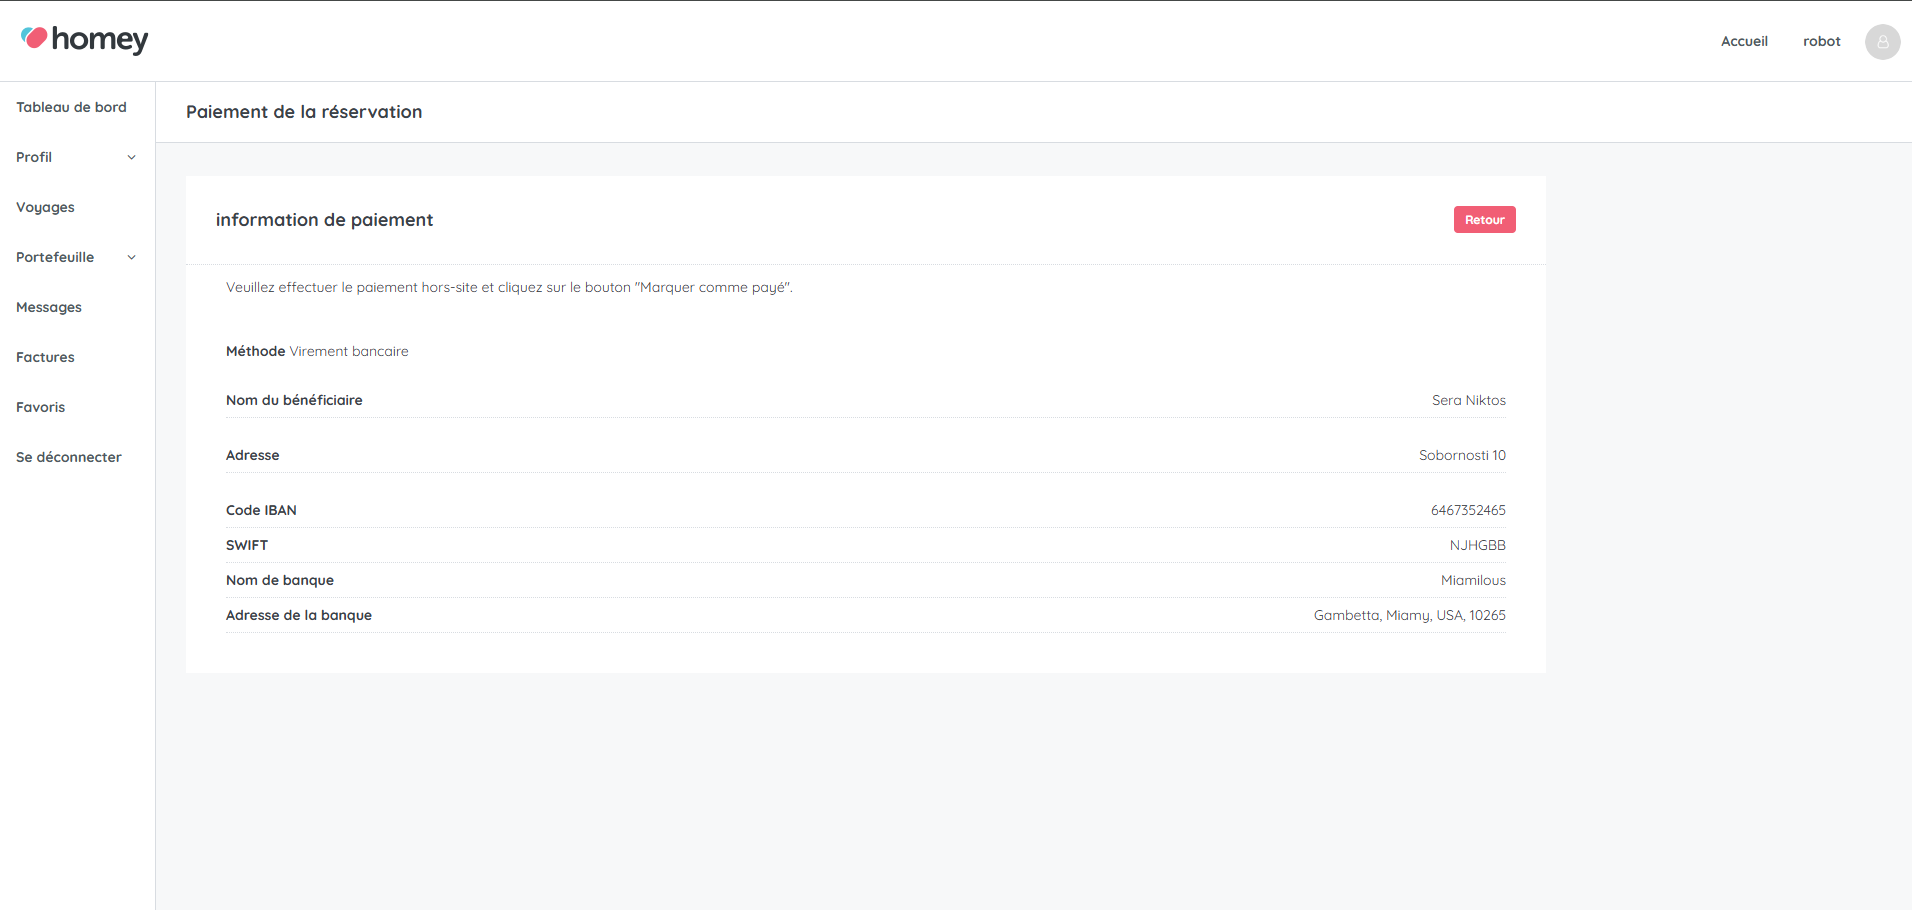 homey
Accueil robot
Tableau de bord
Profil
Voyages
Portefeuille
Messages
Factures
Favoris
Se déconnecter
Paiement de la réservation
information de paiement
Retour
Veuillez effectuer le paiement hors-site et cliquez sur le bouton "Marquer comme payé".
Méthode Virement bancaire
Nom du bénéficiaire Sera Niktos
Adresse Sobornosti 10
Code IBAN 6467352465
SWIFT NJHGBB
Nom de banque Miamilous
Adresse de la banque Gambetta, Miamy, USA, 10265